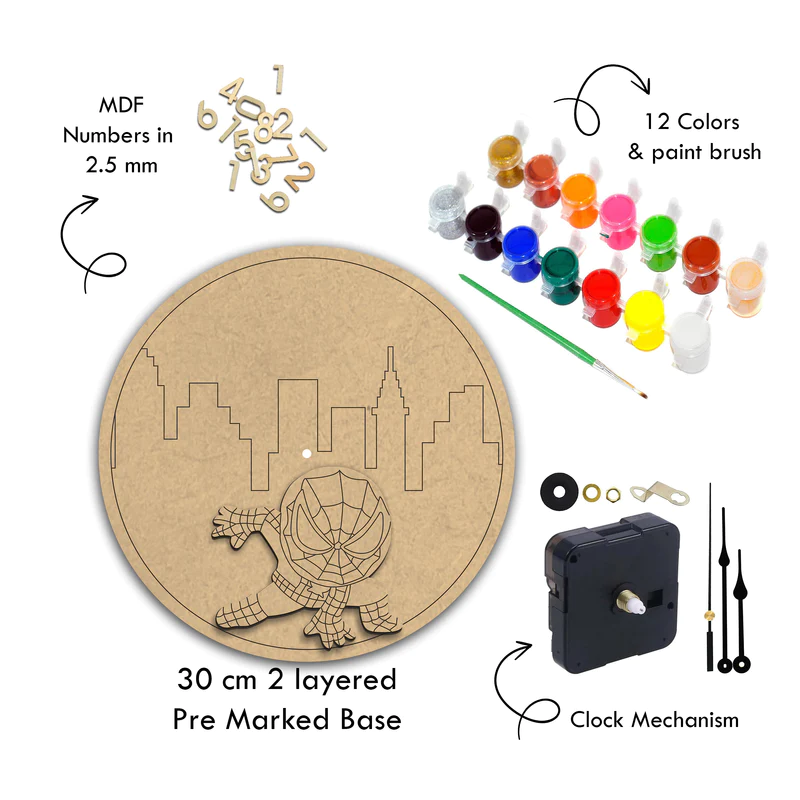 MDF
Numbers in
2.5 mm
12 Colors
& paint brush
30 cm 2 layered
Pre Marked Base
Clock Mechanism